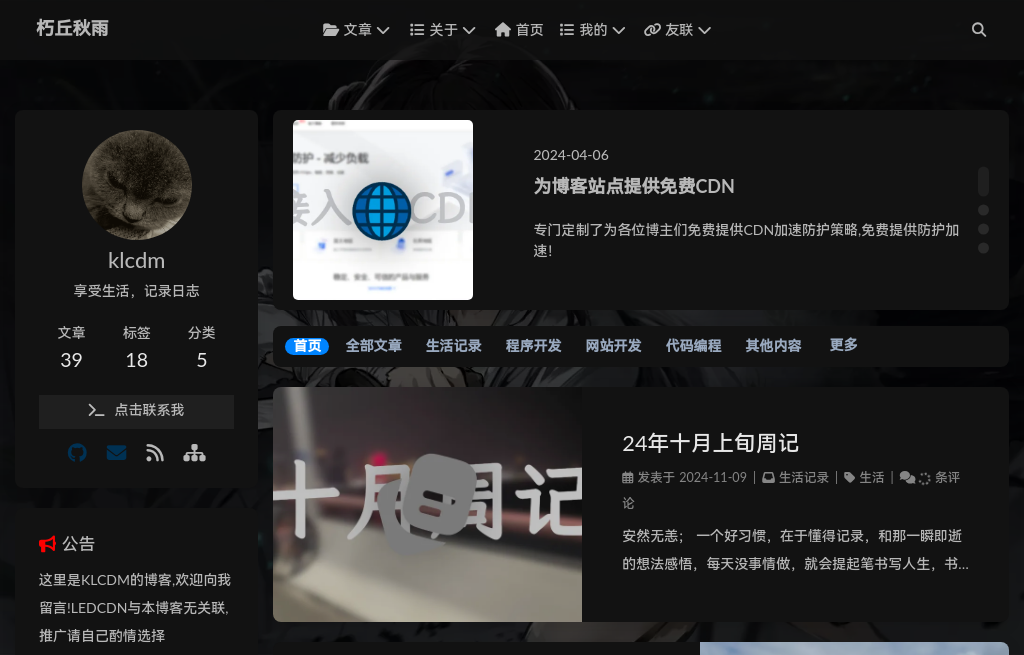 朽丘秋雨
文章
关于
首页
我的
友联
klcdm
享受生活，记录日志
文章
标签
分类
39
18
5
点击联系我
公告
这里是KLCDM的博客,欢迎向我
留言!LEDCDN与本博客无关联,
推广请自己酌情选择
防护 - 减少负载
接入 CD
2024-04-06
为博客站点提供免费CDN
专门定制了为各位博主们免费提供CDN加速防护策略,免费提供防护加
速！
首页
全部文章
生活记录
程序开发
网站开发
代码编程
其他内容
更多
十月 周记
24年十月上旬周记
发表于 2024-11-09 | 生活记录 | 生活 | 条评
论
安然无恙； 一个好习惯，在于懂得记录，和那一瞬即逝
的想法感悟，每天没事情做，就会提起笔书写人生，书...